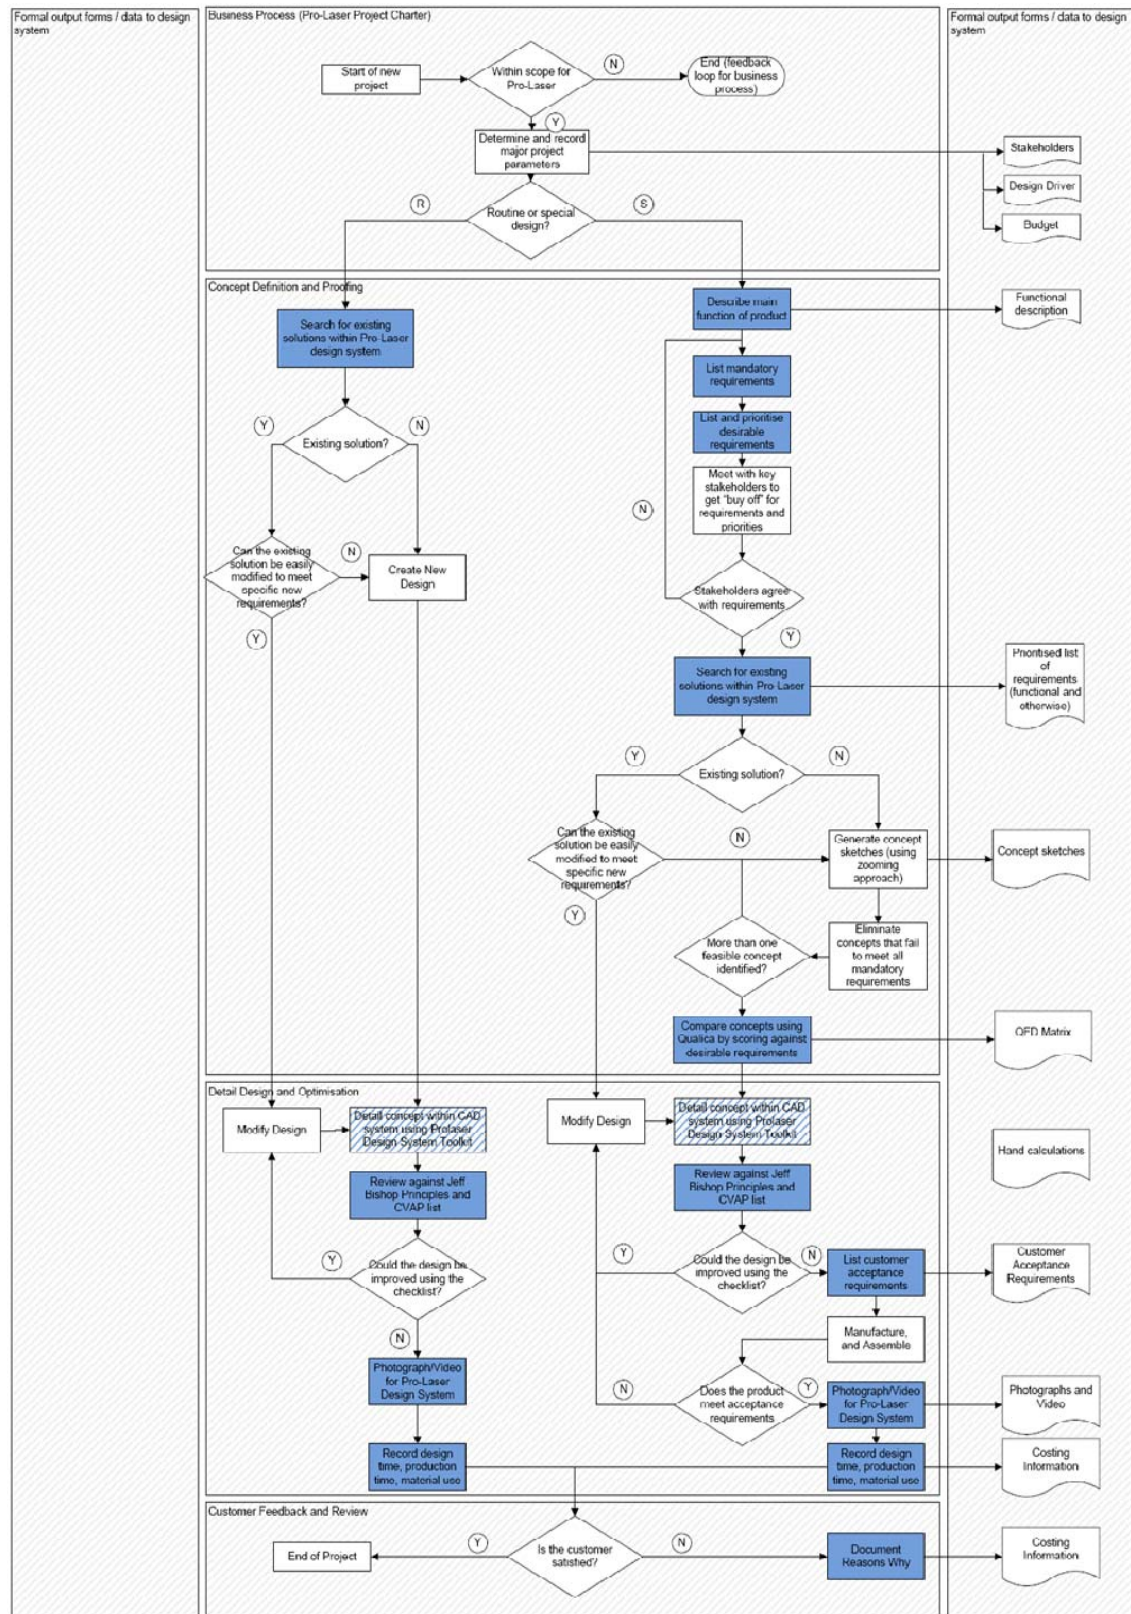 Formal output forms / data to design
system
Business Process (Pro-Laser Project Charter)
Formal output forms / data to design
system
Start of new
project
Within scope for
Pro-Laser
N
End (feedback
loop for business
process)
Y
Determine and record
major project
parameters
Stakeholders
Design Driver
Budget
R
Routine or special
design?
S
Concept Definition and Proofing
Search for existing
solutions within Pro-Laser
design system
Describe main
function of product
Functional
description
List mandatory
requirements
List and prioritise
desirable
requirements
Y
N
Existing solution?
Meet with key
stakeholders to
get "buy off" for
requirements and
priorities
N
Can the existing
solution be easily
modified to meet
specific new
requirements?
N
Create New
Design
Stakeholders agree
with requirements
Y
Y
Search for existing
solutions within Pro-Laser
design system
Prioritised list
of
requirements
(functional and
otherwise)
Y
Existing solution?
N
Can the existing
solution be easily
modified to meet
specific new
requirements?
N
Generate concept
sketches (using
zooming
approach)
Concept sketches
Y
More than one
feasible concept
identified?
Eliminate
concepts that fail
to meet all
mandatory
requirements
Compare concepts using
Qualica by scoring against
desirable requirements
QFD Matrix
Detail Design and Optimisation
Modify Design
Detail concept within CAD
system using Prolaser
Design System Toolkit
Modify Design
Detail concept within CAD
system using Prolaser
Design System Toolkit
Hand calculations
Review against Jeff
Bishop Principles and
CVAP list
Review against Jeff
Bishop Principles and
CVAP list
Y
Could the design be
improved using the
checklist?
Y
Could the design be
improved using the
checklist?
N
List customer
acceptance
requirements
Customer
Acceptance
Requirements
N
Manufacture,
and Assemble
Photograph/Video
for Pro-Laser
Design System
N
Does the product
meet acceptance
requirements
Y
Photograph/Video
for Pro-Laser
Design System
Photographs and
Video
Record design
time, production
time, material use
Record design
time, production
time, material use
Costing
Information
Customer Feedback and Review
End of Project
Y
Is the customer
satisfied?
N
Document
Reasons Why
Costing
Information